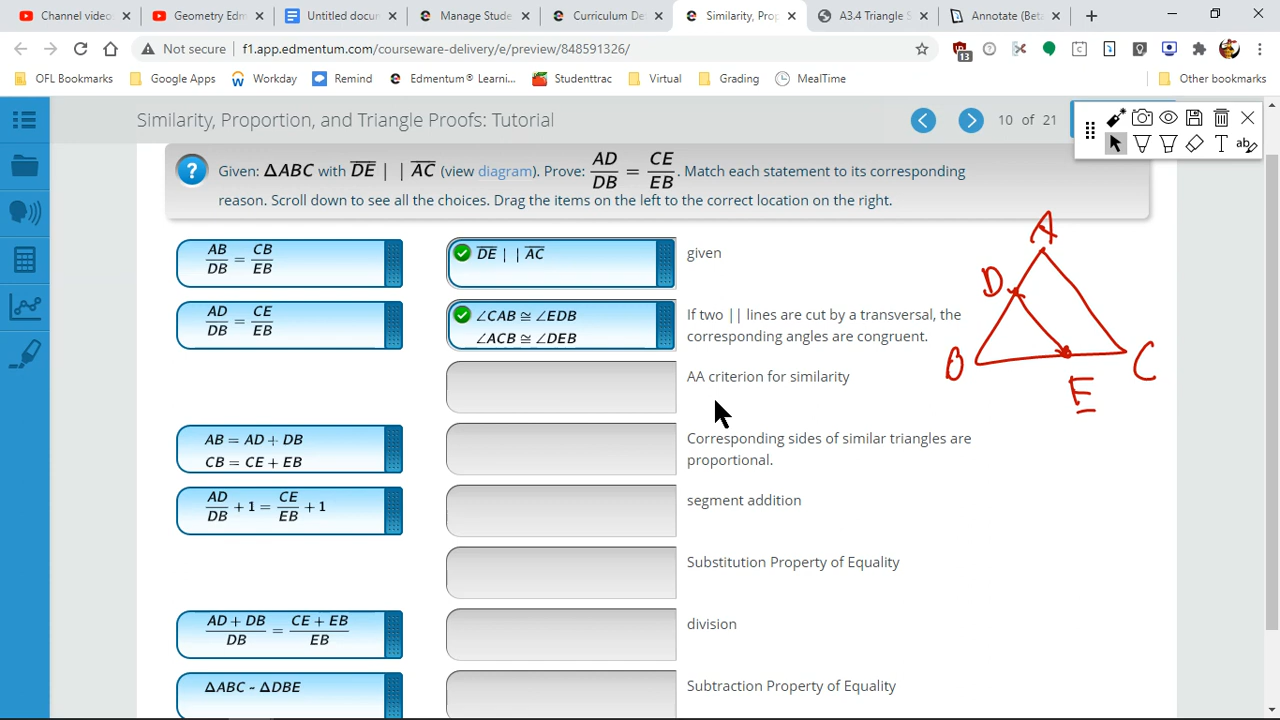 Channel video
Geometry Edm
Untitled docu
Manage Stude
Curriculum De
Similarity, Prop
A3.4 Triangle S
Annotate (Beta
Not secure
f1.app.edmentum.com/courseware-delivery/e/preview/848591326/
13
OFL Bookmarks
Google Apps
Workday
Remind
Edmentum® Learni...
Studenttrac
Virtual
Grading
MealTime
Other bookmarks
Similarity, Proportion, and Triangle Proofs: Tutorial
10 of 21
T
ab
? Given: ΔABC with DE || AC (view diagram). Prove: AD/DB = CE/EB. Match each statement to its corresponding
reason. Scroll down to see all the choices. Drag the items on the left to the correct location on the right.
AB/DB = CB/EB
DE || AC
given
AD/DB = CE/EB
∠CAB ≅ ∠EDB
∠ACB ≅ ∠DEB
If two || lines are cut by a transversal, the
corresponding angles are congruent.
AA criterion for similarity
AB = AD + DB
CB = CE + EB
Corresponding sides of similar triangles are
proportional.
AD/DB + 1 = CE/EB + 1
segment addition
Substitution Property of Equality
AD + DB/DB = CE + EB/EB
division
ΔABC ~ ΔDBE
Subtraction Property of Equality
A
D
B
C
E